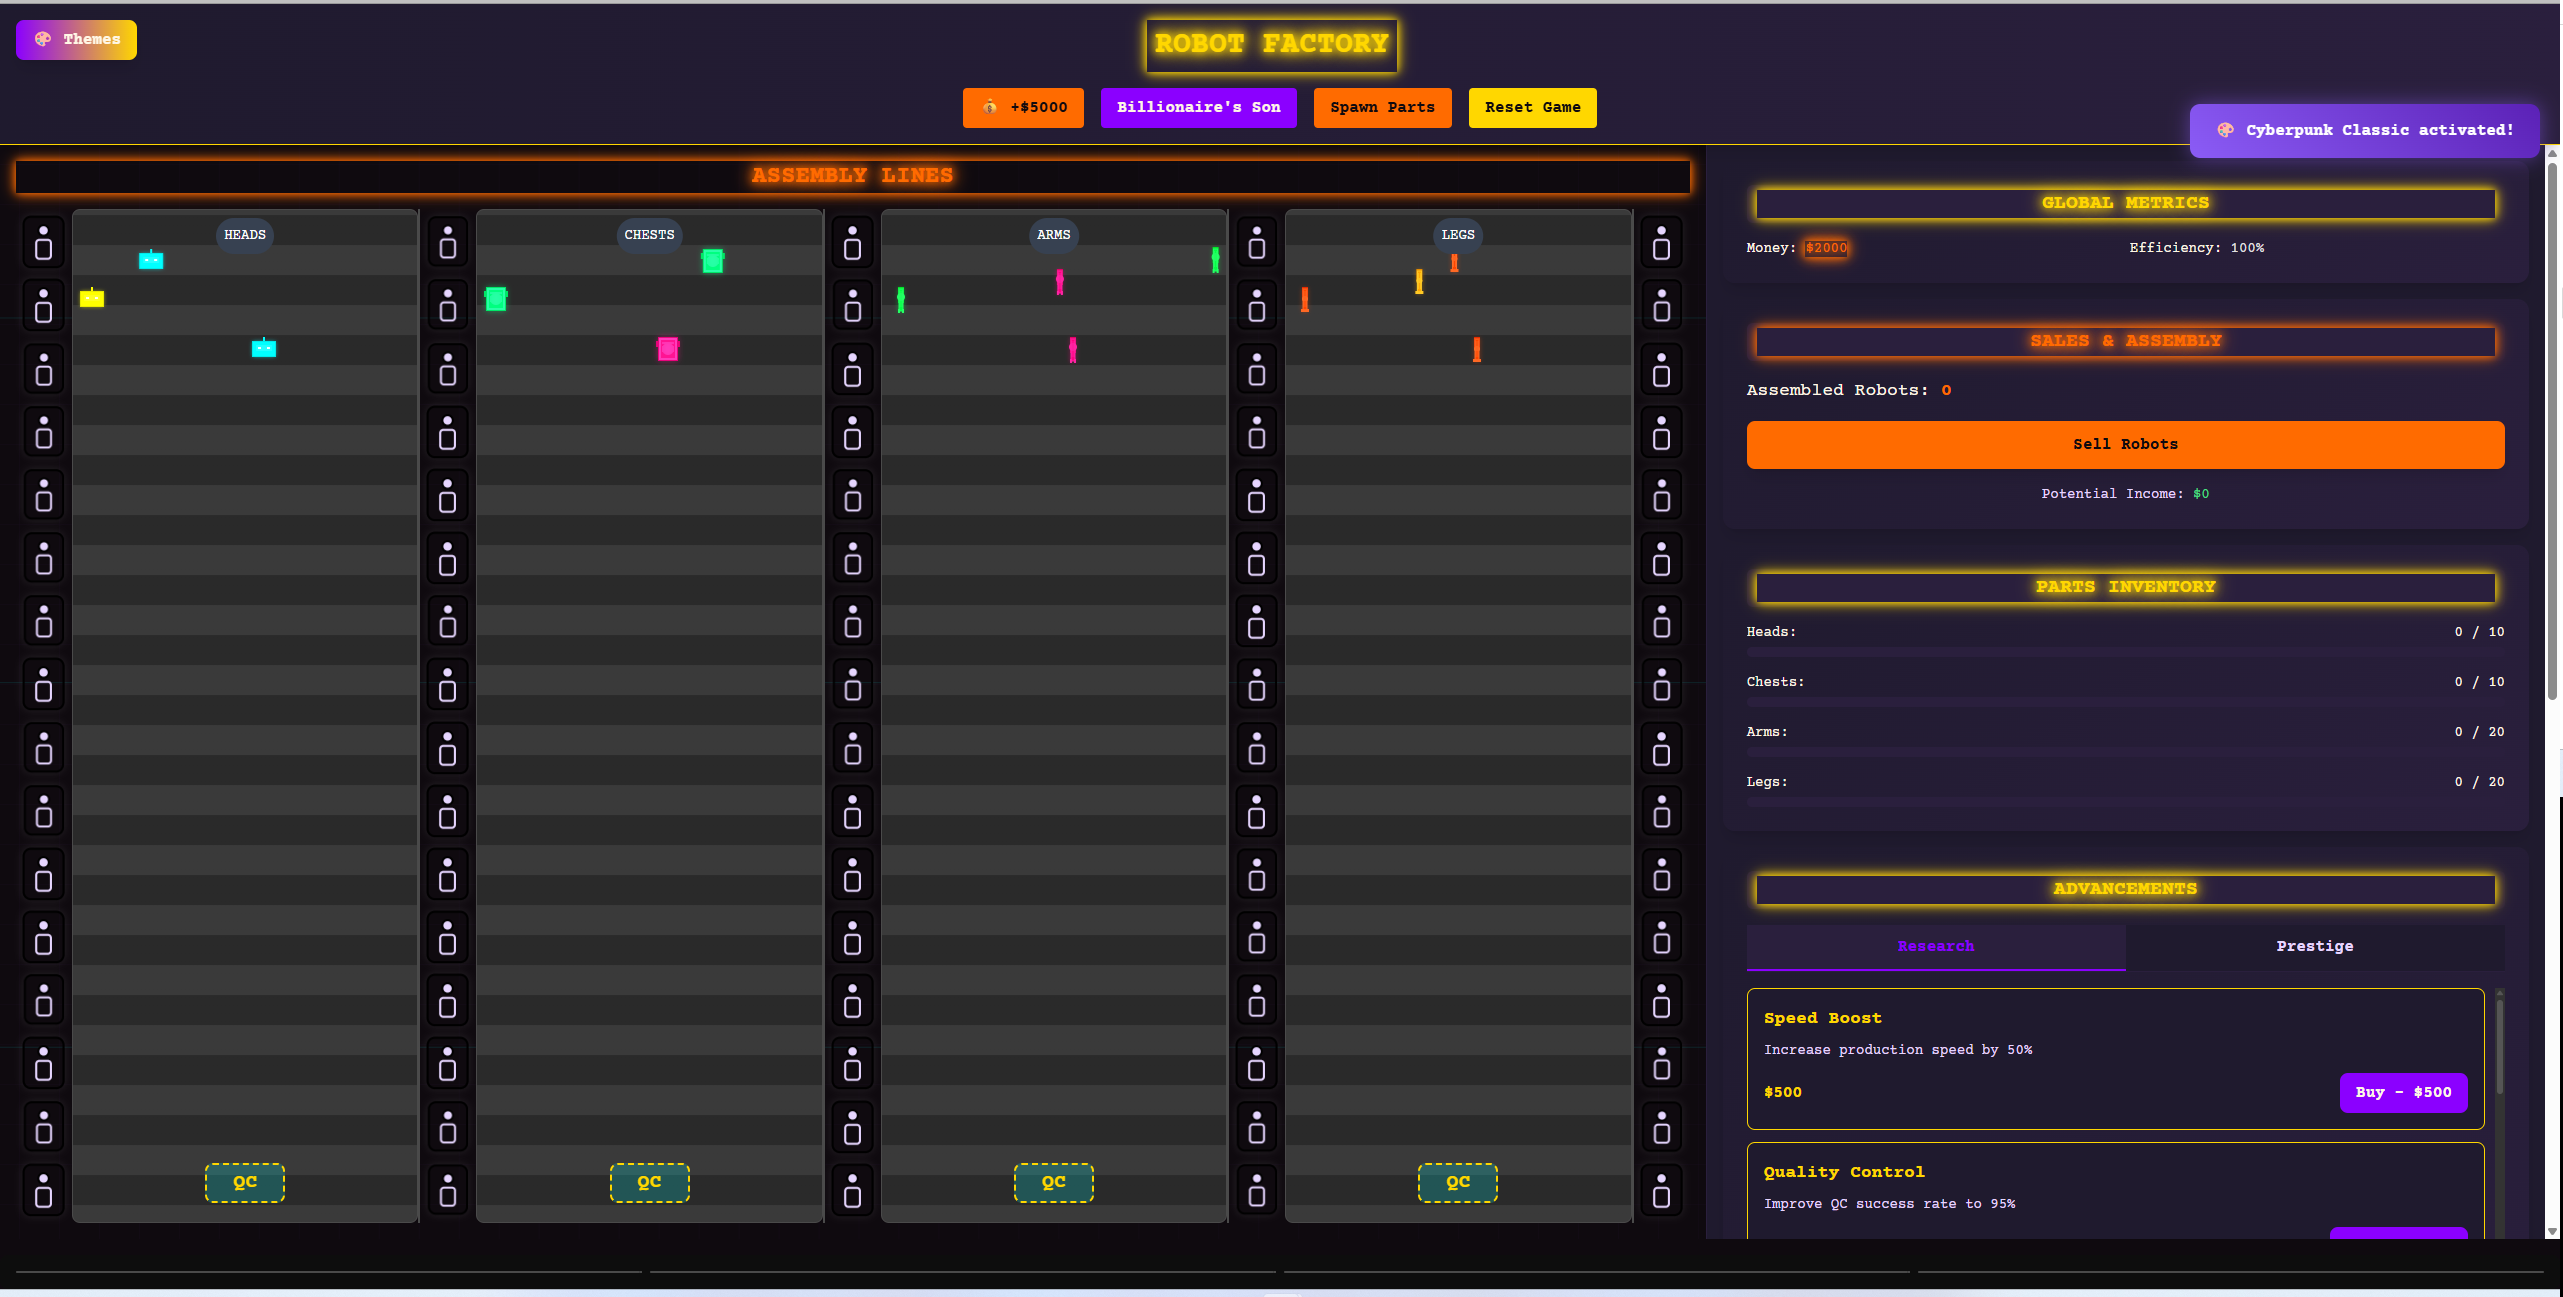 Themes
ROBOT FACTORY
+$5000
Billionaire's Son
Spawn Parts
Reset Game
Cyberpunk Classic activated!
ASSEMBLY LINES
HEADS
CHESTS
ARMS
LEGS
QC
QC
QC
QC
GLOBAL METRICS
Money: $2000
Efficiency: 100%
SALES & ASSEMBLY
Assembled Robots: 0
Sell Robots
Potential Income: $0
PARTS INVENTORY
Heads: 0 / 10
Chests: 0 / 10
Arms: 0 / 20
Legs: 0 / 20
ADVANCEMENTS
Research
Prestige
Speed Boost
Increase production speed by 50%
$500
Buy - $500
Quality Control
Improve QC success rate to 95%